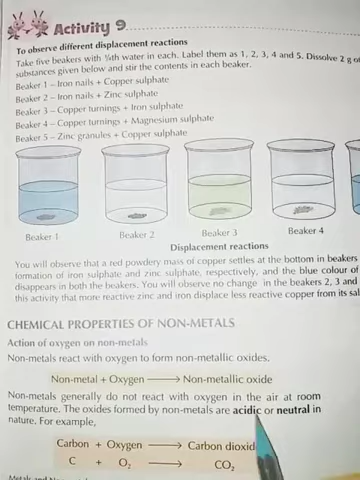 Activity 9
To observe different displacement reactions
Take five beakers with ¼th water in each. Label them as 1, 2, 3, 4 and 5. Dissolve 2 g of
substances given below and stir the contents in each beaker.
Beaker 1 – Iron nails + Copper sulphate
Beaker 2 – Iron nails + Zinc sulphate
Beaker 3 – Copper turnings + Iron sulphate
Beaker 4 – Copper turnings + Magnesium sulphate
Beaker 5 – Zinc granules + Copper sulphate
Beaker 1 Beaker 2 Beaker 3 Beaker 4
Displacement reactions
You will observe that a red powdery mass of copper settles at the bottom in beakers
formation of iron sulphate and zinc sulphate, respectively, and the blue colour of
disappears in both the beakers. You will observe no change in the beakers 2, 3 and
this activity that more reactive zinc and iron displace less reactive copper from its
CHEMICAL PROPERTIES OF NON-METALS
Action of oxygen on non-metals
Non-metals react with oxygen to form non-metallic oxides.
Non-metal + Oxygen ⟶ Non-metallic oxide
Non-metals generally do not react with oxygen in the air at room
temperature. The oxides formed by non-metals are acidic or neutral in
nature. For example,
Carbon + Oxygen ⟶ Carbon dioxid
C + O₂ ⟶ CO₂
Metals and